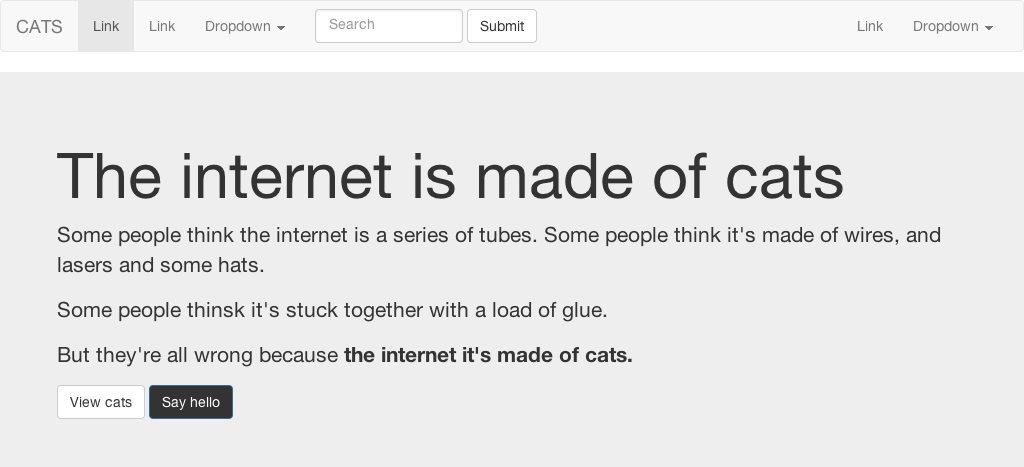 CATS Link Link Dropdown Search Submit Link Dropdown
The internet is made of cats
Some people think the internet is a series of tubes. Some people think it's made of wires, and
lasers and some hats.
Some people thinsk it's stuck together with a load of glue.
But they're all wrong because the internet it's made of cats.
View cats Say hello